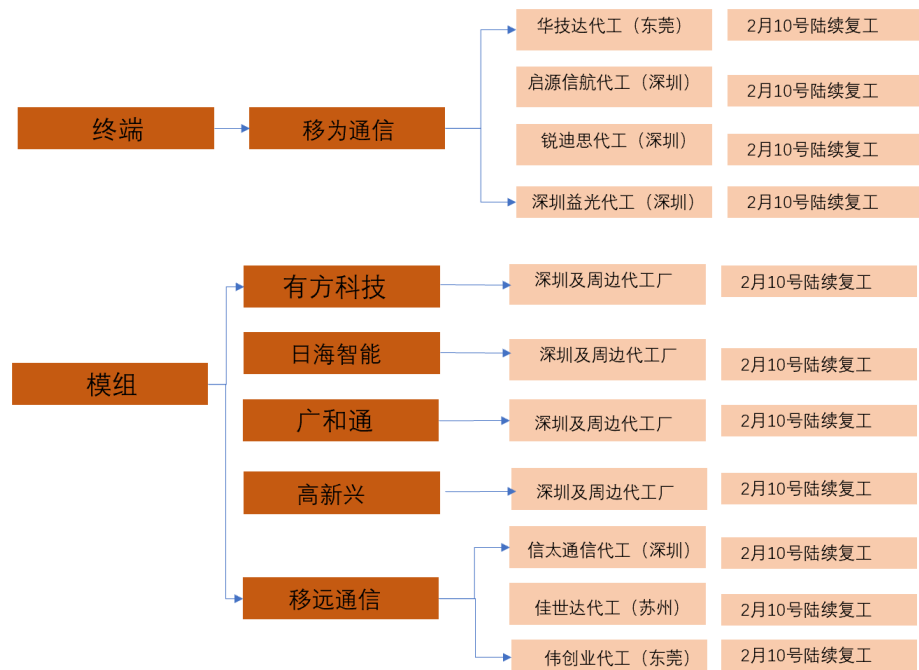 终端
移为通信
华技达代工（东莞）
2月10号陆续复工
启源信航代工（深圳）
2月10号陆续复工
锐迪思代工（深圳）
2月10号陆续复工
深圳益光代工（深圳）
2月10号陆续复工
模组
有方科技
深圳及周边代工厂
2月10号陆续复工
日海智能
深圳及周边代工厂
2月10号陆续复工
广和通
深圳及周边代工厂
2月10号陆续复工
高新兴
深圳及周边代工厂
2月10号陆续复工
移远通信
信太通信代工（深圳）
2月10号陆续复工
佳世达代工（苏州）
2月10号陆续复工
伟创业代工（东莞）
2月10号陆续复工